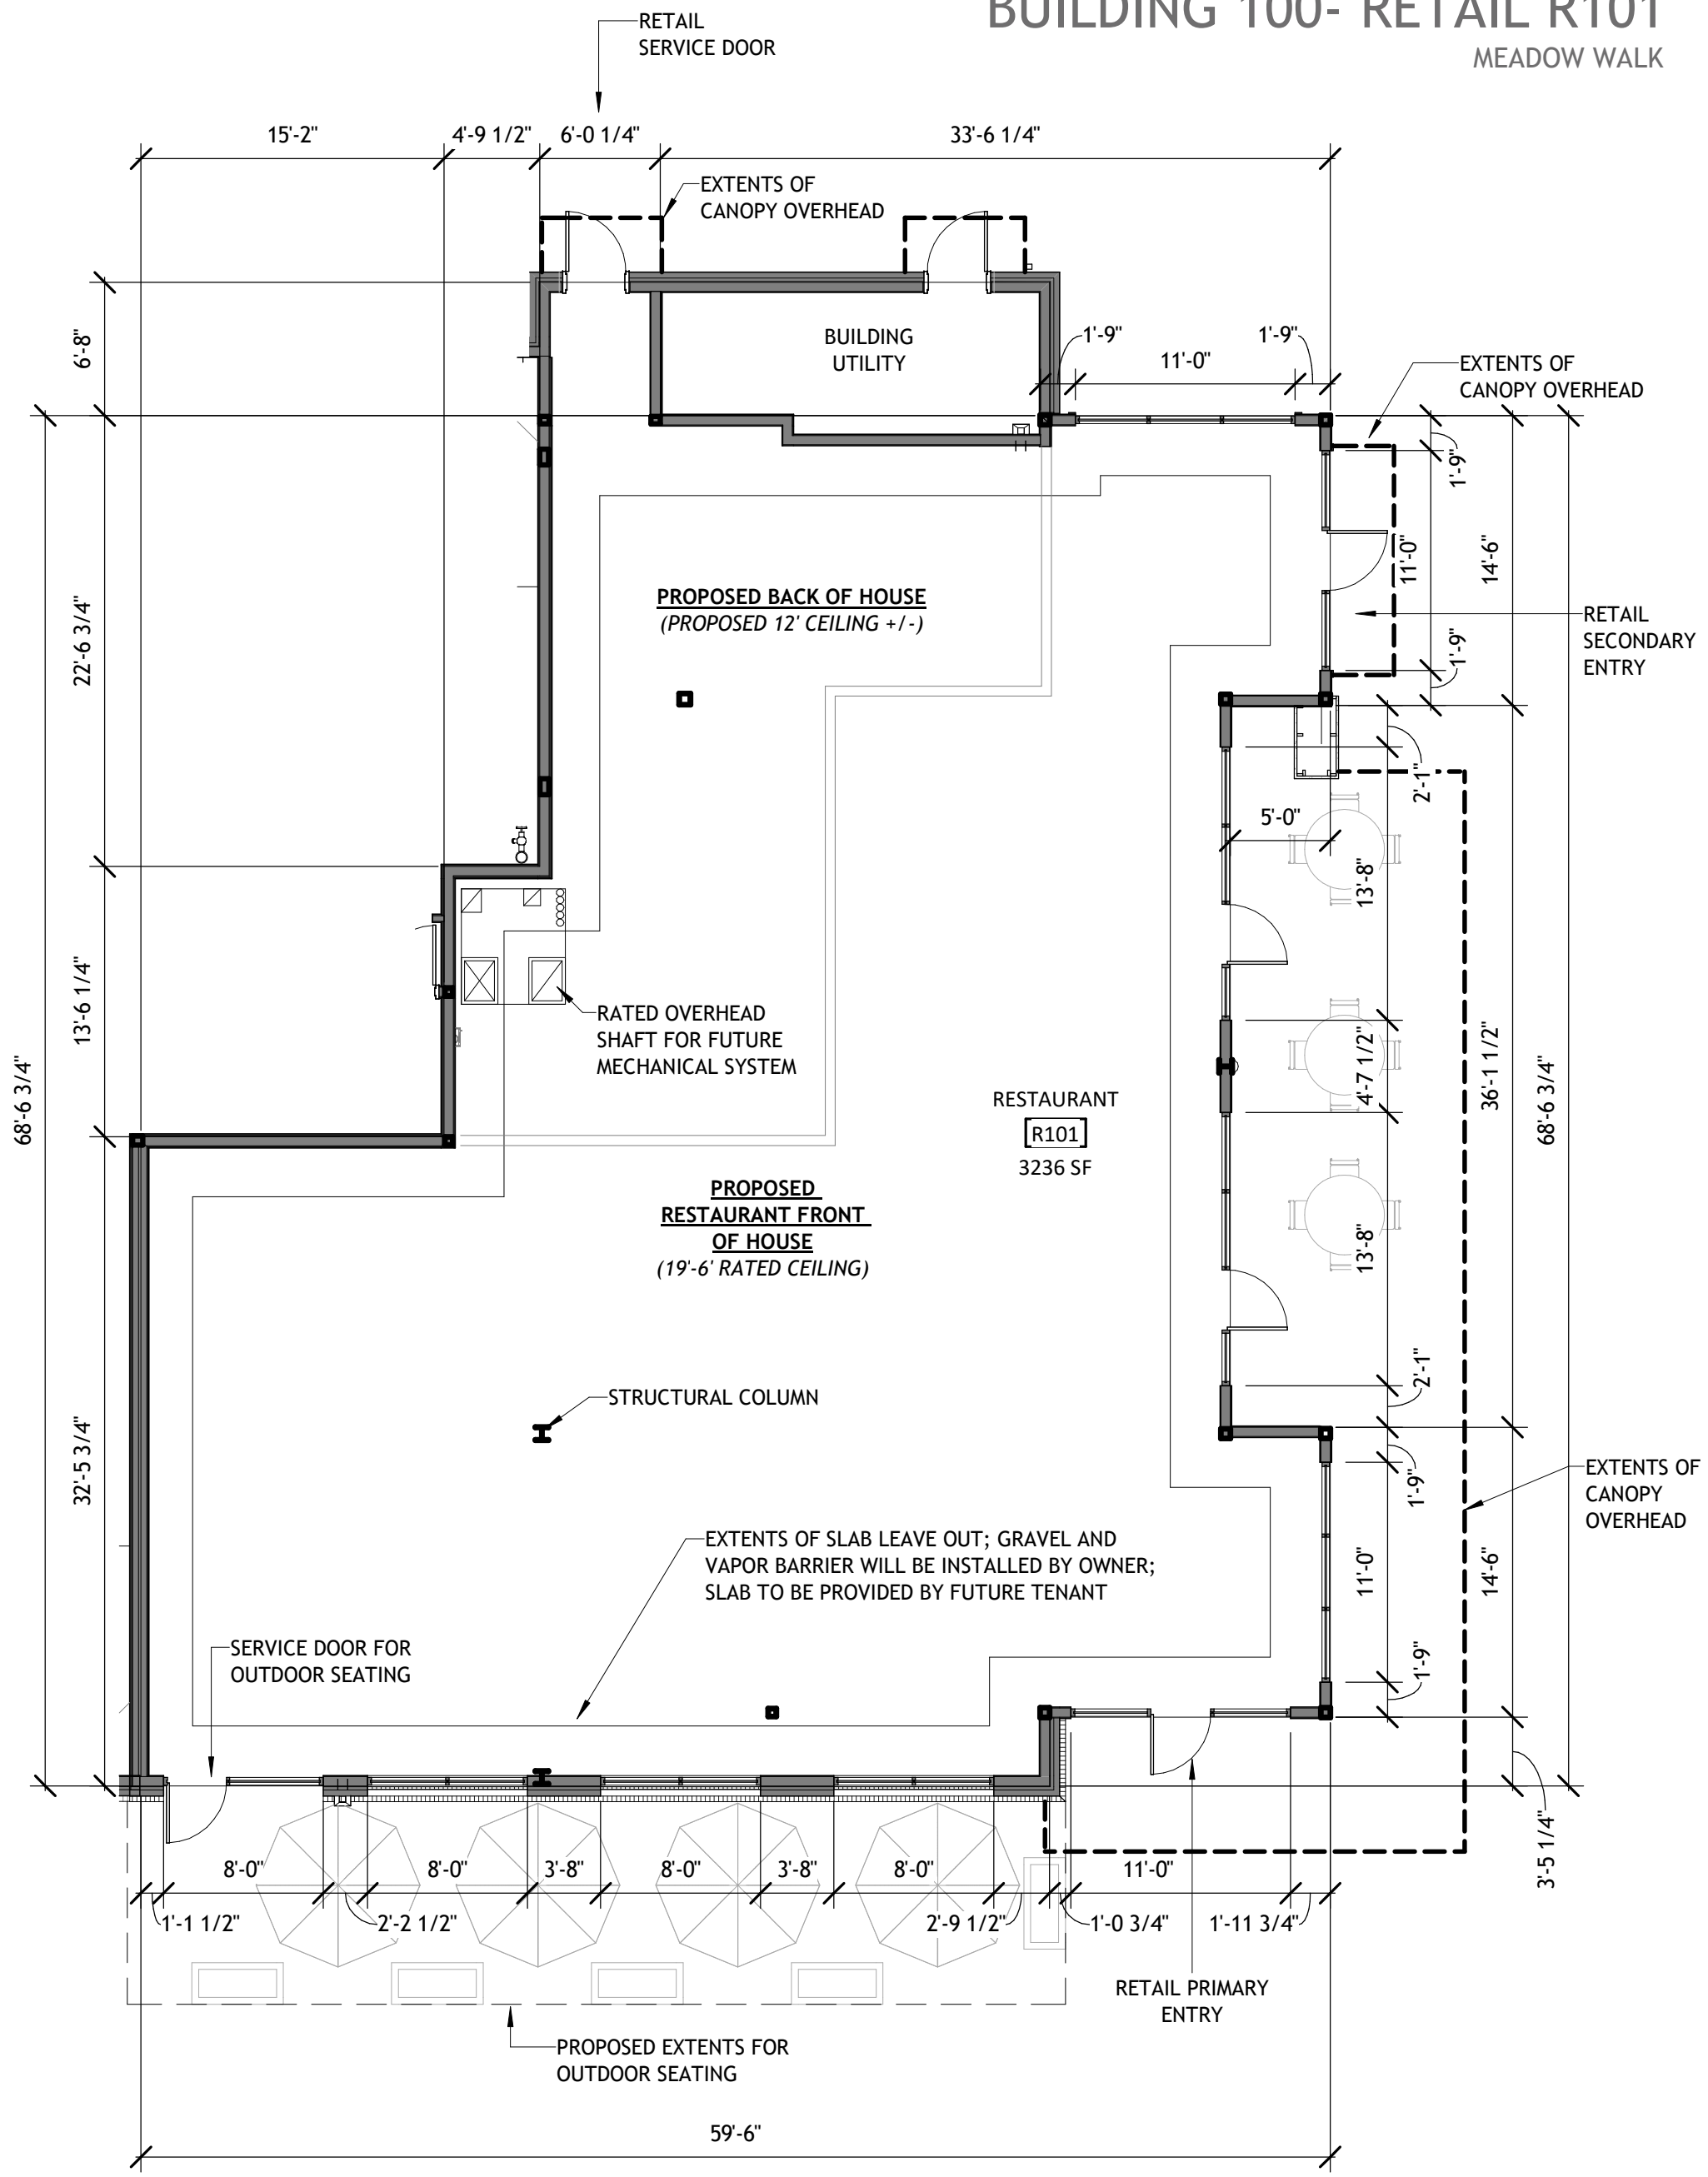 BUILDING 100- RETAIL R101
MEADOW WALK
RETAIL
SERVICE DOOR
15'-2"
4'-9 1/2"
6'-0 1/4"
33'-6 1/4"
EXTENTS OF
CANOPY OVERHEAD
6'-8"
BUILDING
UTILITY
1'-9"
11'-0"
1'-9"
EXTENTS OF
CANOPY OVERHEAD
1'-9"
11'-0"
14'-6"
1'-9"
RETAIL
SECONDARY
ENTRY
PROPOSED BACK OF HOUSE
(PROPOSED 12' CEILING +/-)
22'-6 3/4"
2'-1"
5'-0"
13'-8"
13'-6 1/4"
RATED OVERHEAD
SHAFT FOR FUTURE
MECHANICAL SYSTEM
68'-6 3/4"
4'-7 1/2"
36'-1 1/2"
68'-6 3/4"
RESTAURANT
R101
3236 SF
PROPOSED
RESTAURANT FRONT
OF HOUSE
(19'-6' RATED CEILING)
13'-8"
2'-1"
STRUCTURAL COLUMN
32'-5 3/4"
1'-9"
EXTENTS OF
CANOPY
OVERHEAD
EXTENTS OF SLAB LEAVE OUT; GRAVEL AND
VAPOR BARRIER WILL BE INSTALLED BY OWNER;
SLAB TO BE PROVIDED BY FUTURE TENANT
11'-0"
14'-6"
SERVICE DOOR FOR
OUTDOOR SEATING
1'-9"
3'-5 1/4"
8'-0"
8'-0"
3'-8"
8'-0"
3'-8"
8'-0"
11'-0"
1'-1 1/2"
2'-2 1/2"
2'-9 1/2"
1'-0 3/4"
1'-11 3/4"
RETAIL PRIMARY
ENTRY
PROPOSED EXTENTS FOR
OUTDOOR SEATING
59'-6"